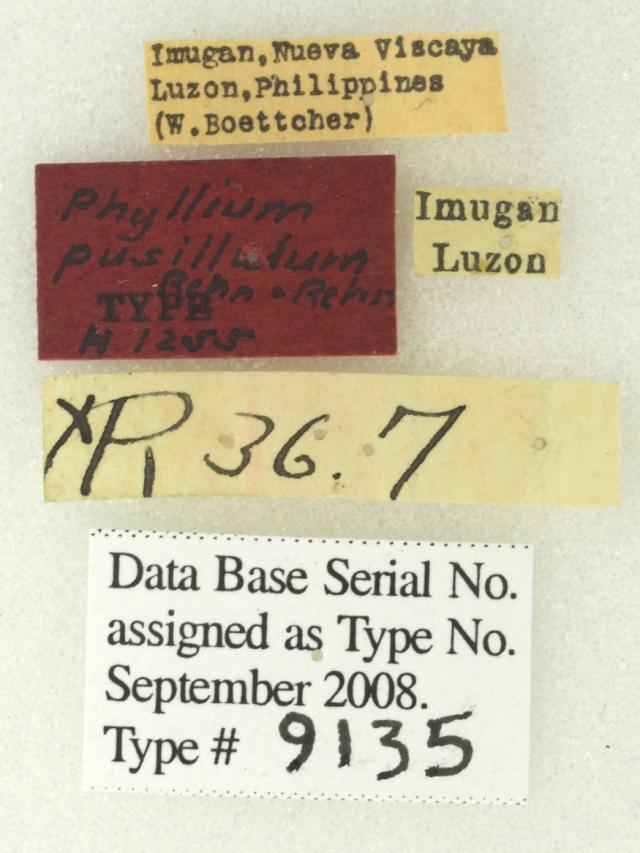 Imugan, Nueva Viscaya
Luzon, Philippines
(W. Boettcher)
Phyllium
pusillulum
Rehn & Rehn
TYPE
H 1255
Imugan
Luzon
36.7
Data Base Serial No.
assigned as Type No.
September 2008.
Type # 9135